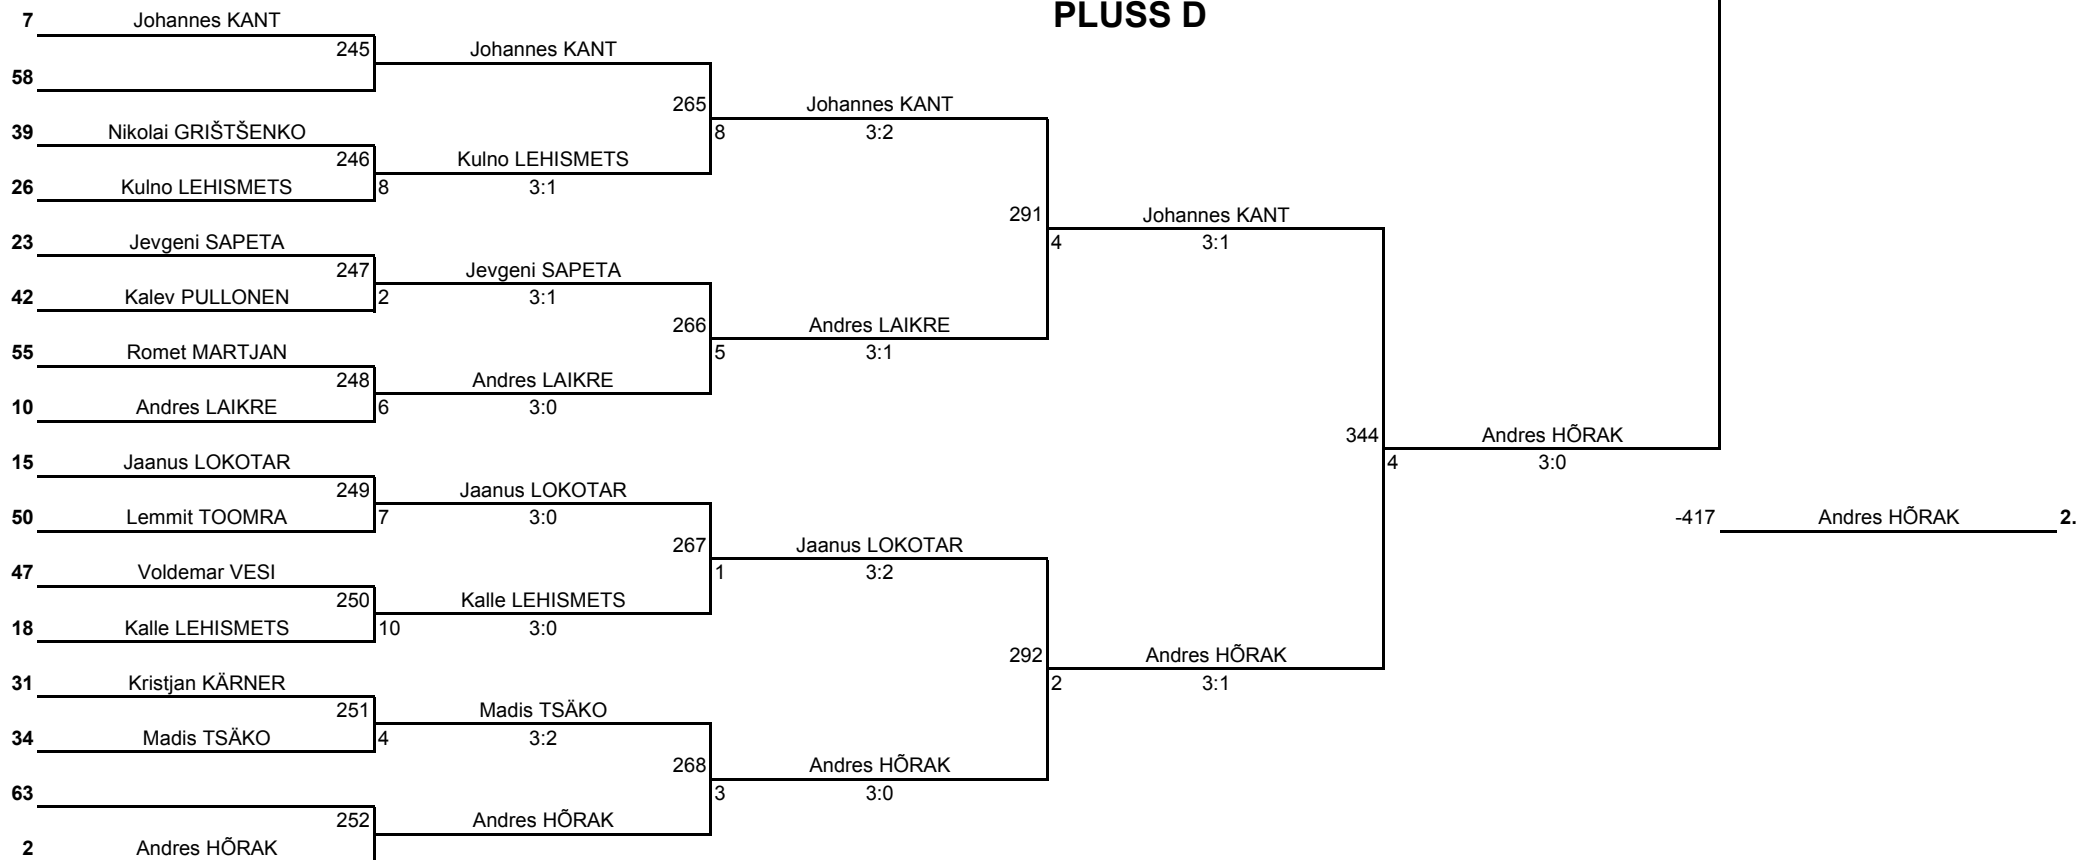 PLUSS D
7 Johannes KANT
245 Johannes KANT
58
265 Johannes KANT
39 Nikolai GRIŠTŠENKO
8 3:2
246 Kulno LEHISMETS
26 Kulno LEHISMETS 8 3:1
291 Johannes KANT
23 Jevgeni SAPETA
4 3:1
247 Jevgeni SAPETA
42 Kalev PULLONEN 2 3:1
266 Andres LAIKRE
55 Romet MARTJAN
5 3:1
248 Andres LAIKRE
10 Andres LAIKRE 6 3:0
344 Andres HÕRAK
15 Jaanus LOKOTAR
4 3:0
249 Jaanus LOKOTAR
50 Lemmit TOOMRA 7 3:0
-417 Andres HÕRAK 2.
267 Jaanus LOKOTAR
47 Voldemar VESI
1 3:2
250 Kalle LEHISMETS
18 Kalle LEHISMETS 10 3:0
292 Andres HÕRAK
31 Kristjan KÄRNER
2 3:1
251 Madis TSÄKO
34 Madis TSÄKO 4 3:2
268 Andres HÕRAK
63
3 3:0
252 Andres HÕRAK
2 Andres HÕRAK